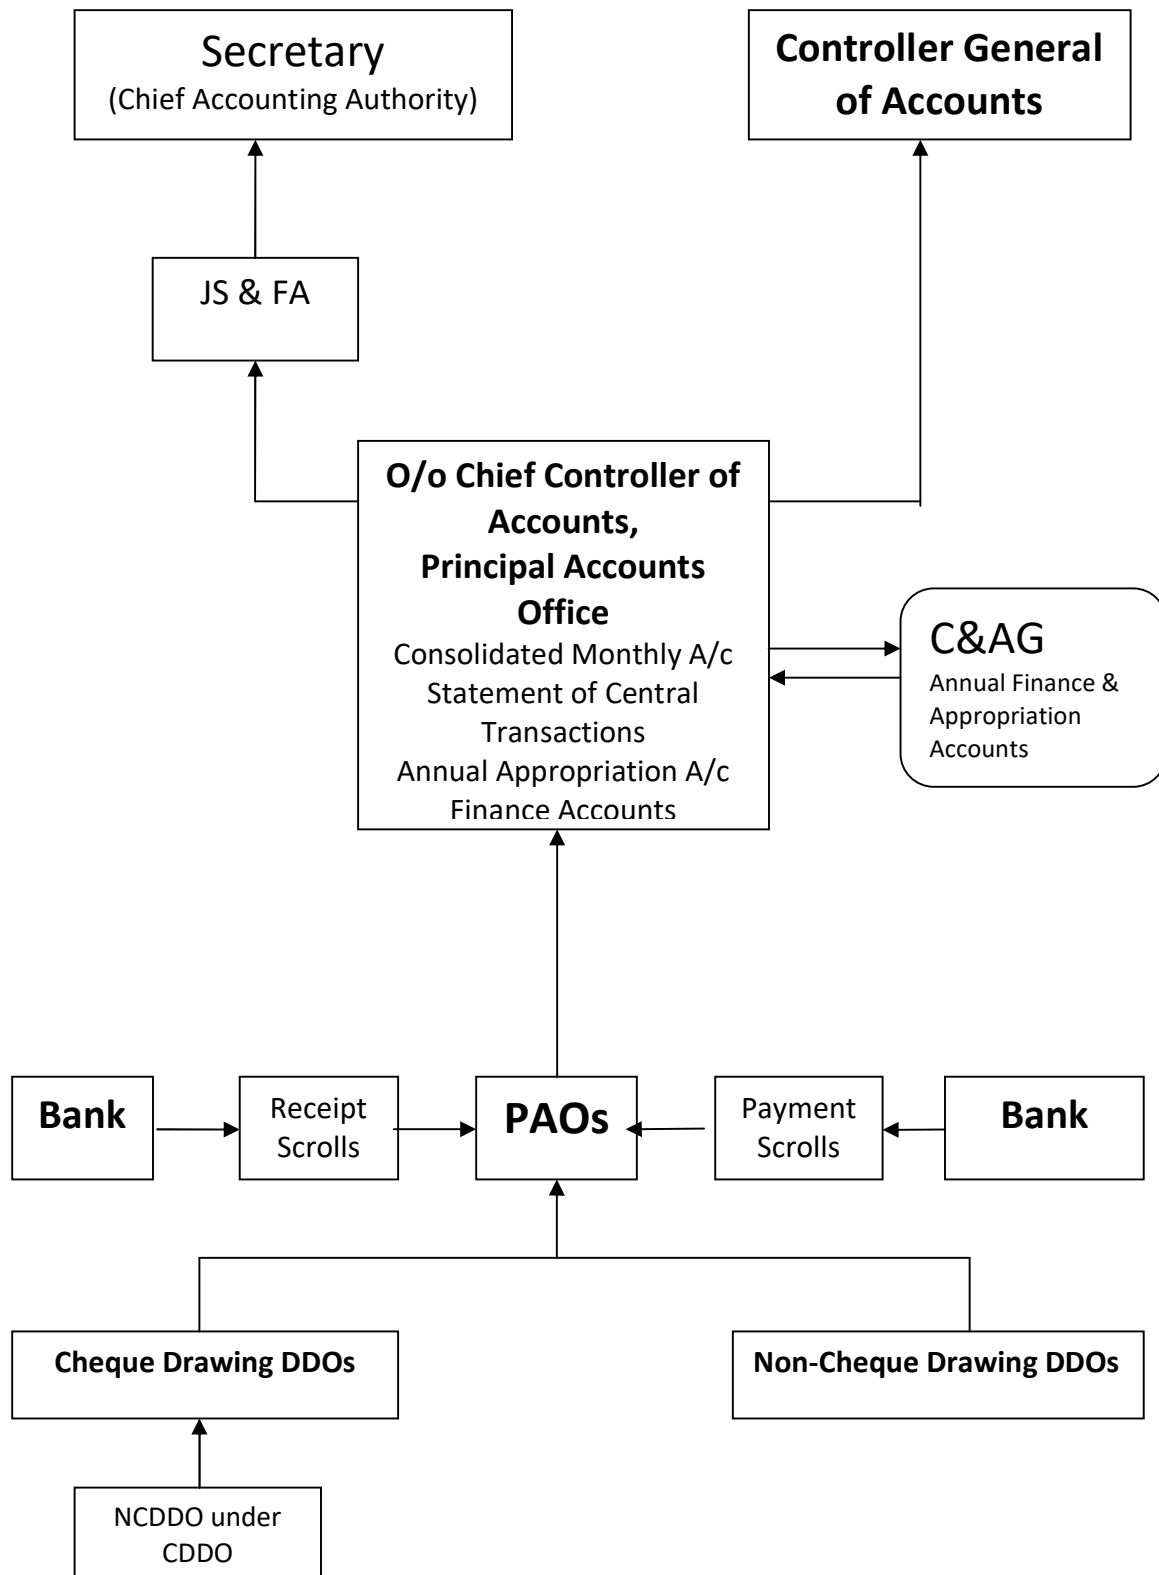 Secretary
(Chief Accounting Authority)
Controller General
of Accounts
JS & FA
O/o Chief Controller of
Accounts,
Principal Accounts
Office
Consolidated Monthly A/c
Statement of Central
Transactions
Annual Appropriation A/c
Finance Accounts
C&AG
Annual Finance &
Appropriation
Accounts
Bank
Receipt
Scrolls
PAOs
Payment
Scrolls
Bank
Cheque Drawing DDOs
Non-Cheque Drawing DDOs
NCDDO under
CDDO